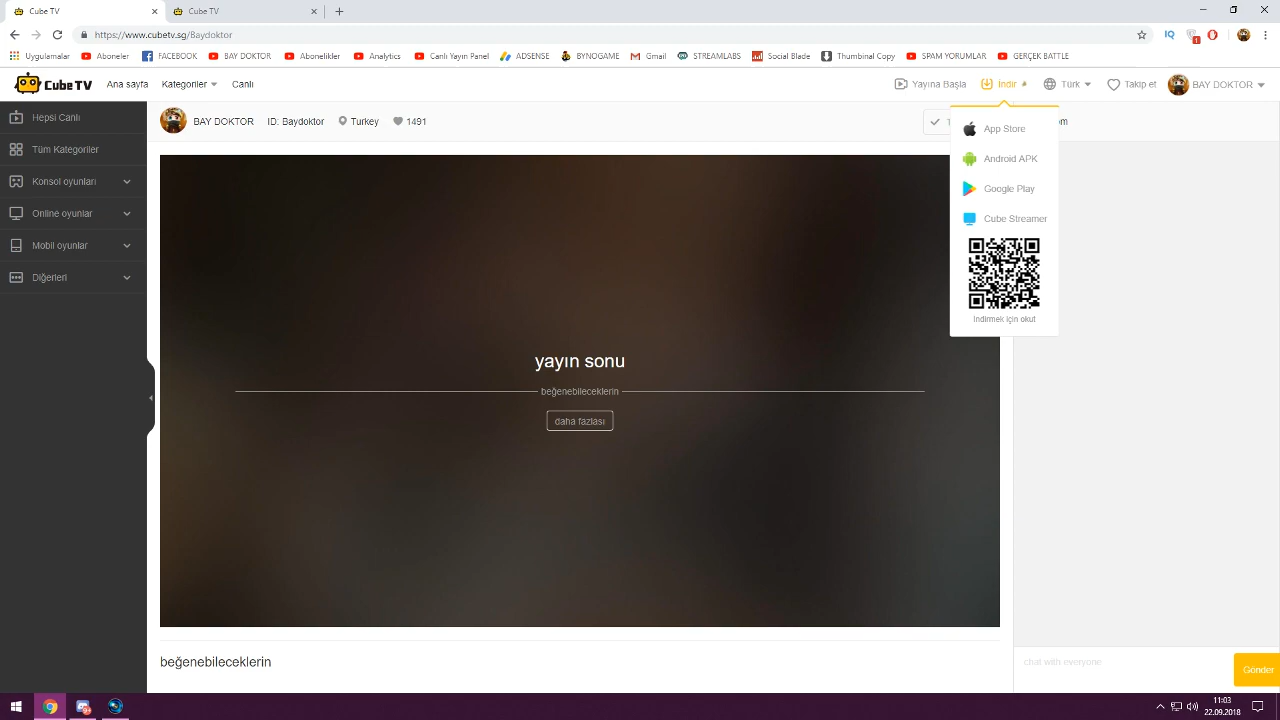 Cube TV
Cube TV
https://www.cubetv.sg/Baydoktor
Uygulamalar
Aboneler
FACEBOOK
BAY DOKTOR
Abonelikler
Analytics
Canlı Yayın Panel
ADSENSE
BYNOGAME
Gmail
STREAMLABS
Social Blade
Thumbinal Copy
SPAM YORUMLAR
GERÇEK BATTLE
Cube TV
Ana sayfa
Kategoriler
Canlı
Yayına Başla
İndir
Türk
Takip et
BAY DOKTOR
Hepsi Canlı
Tüm Kategoriler
Konsol oyunları
Online oyunlar
Mobil oyunlar
Diğerleri
BAY DOKTOR
ID: Baydoktor
Turkey
1491
App Store
Android APK
Google Play
Cube Streamer
İndirmek için okut
yayın sonu
beğenebileceklerin
daha fazlası
beğenebileceklerin
chat with everyone
Gönder
11:03
22.09.2018